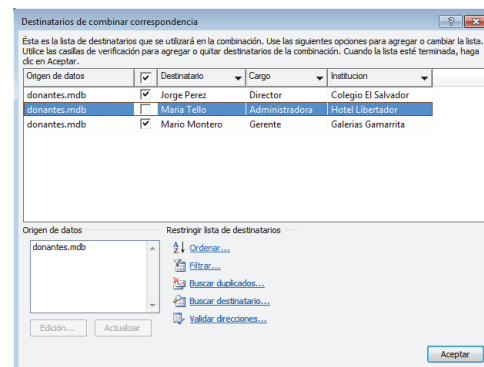 Destinatarios de combinar correspondencia
Ésta es la lista de destinatarios que se utilizará en la combinación. Use las siguientes opciones para agregar o cambiar la lista.
Utilice las casillas de verificación para agregar o quitar destinatarios de la combinación. Cuando la lista esté terminada, haga
clic en Aceptar.
Origen de datos Destinatario Cargo Institucion
donantes.mdb Jorge Perez Director Colegio El Salvador
donantes.mdb Maria Tello Administradora Hotel Libertador
donantes.mdb Mario Montero Gerente Galerias Gamarrita
Origen de datos Restringir lista de destinatarios
donantes.mdb
Ordenar...
Filtrar...
Buscar duplicados...
Buscar destinatario...
Validar direcciones...
Edición... Actualizar
Aceptar